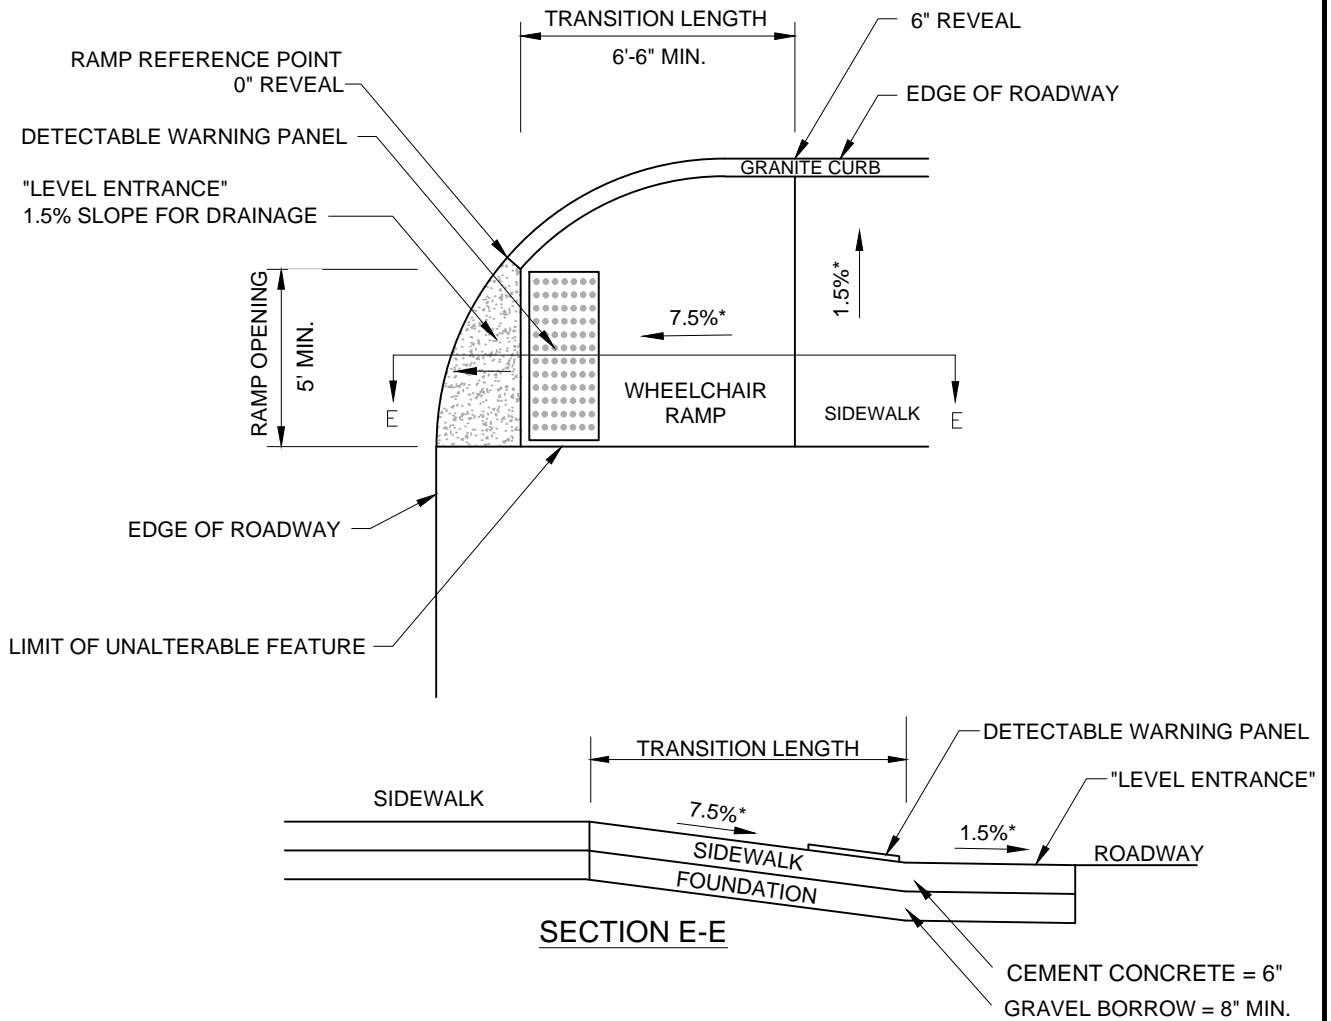 TRANSITION LENGTH
6'-6" MIN.
6" REVEAL
RAMP REFERENCE POINT
0" REVEAL
EDGE OF ROADWAY
DETECTABLE WARNING PANEL
GRANITE CURB
"LEVEL ENTRANCE"
1.5% SLOPE FOR DRAINAGE
RAMP OPENING
5' MIN.
7.5%*
1.5%*
WHEELCHAIR
RAMP
SIDEWALK
E
E
EDGE OF ROADWAY
LIMIT OF UNALTERABLE FEATURE
TRANSITION LENGTH
DETECTABLE WARNING PANEL
"LEVEL ENTRANCE"
SIDEWALK
7.5%*
1.5%*
ROADWAY
SIDEWALK
FOUNDATION
SECTION E-E
CEMENT CONCRETE = 6"
GRAVEL BORROW = 8" MIN.